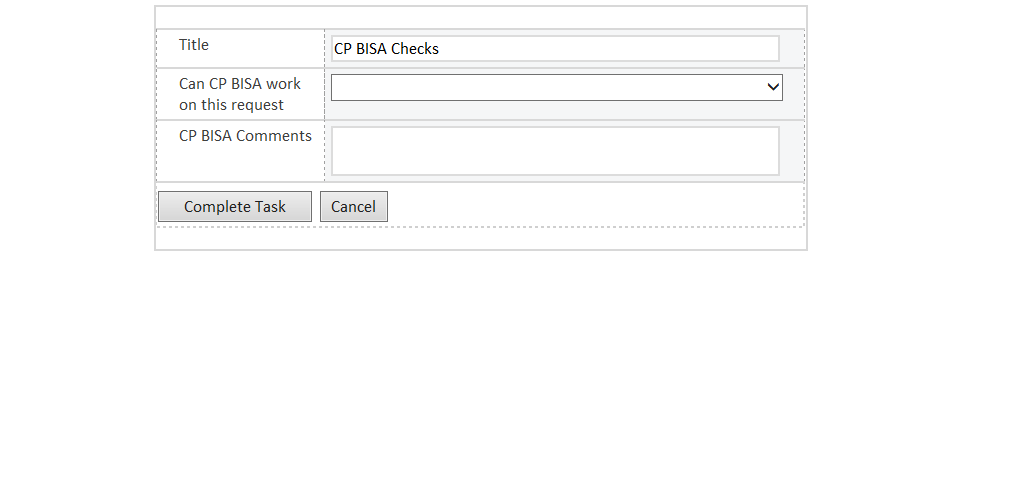 Title
CP BISA Checks
Can CP BISA work
on this request
CP BISA Comments
Complete Task
Cancel